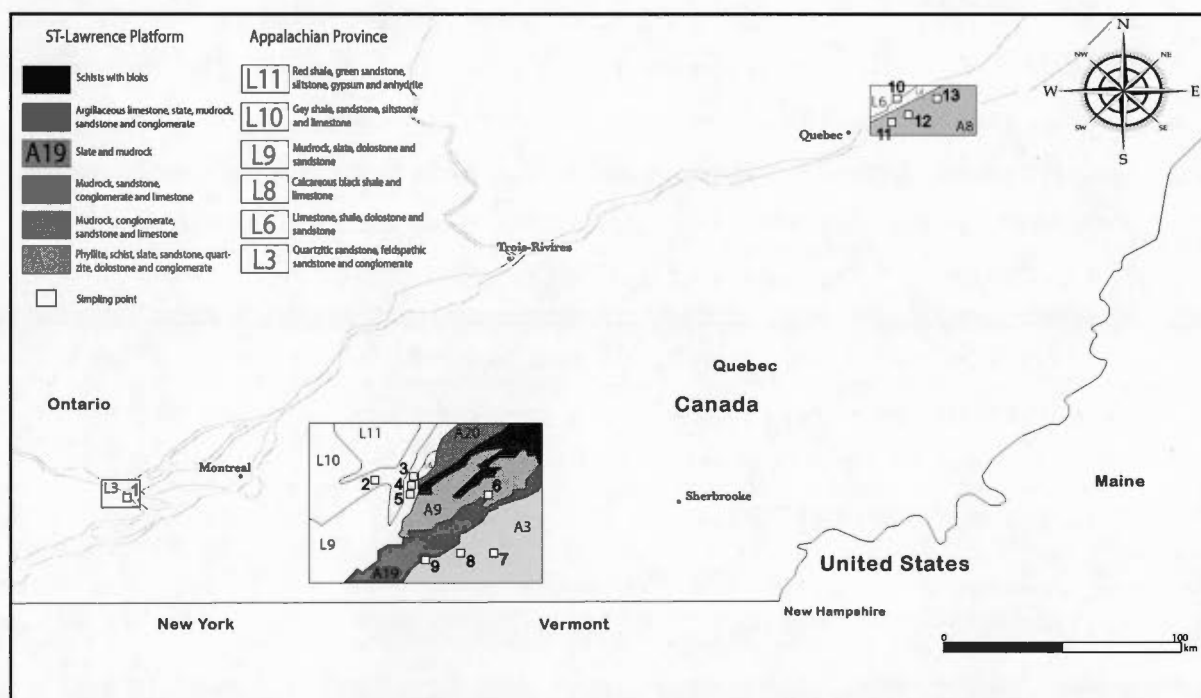 ST-Lawrence Platform
Schists with bloks
Argillaceous limestone, state, mudrock,
sandstone and conglomerate
A19
Slate and mudrock
Mudrock, sandstone,
conglomerate and limestone
Mudrock, conglomerate,
sandstone and limestone
Phyllite, schist, slate, sandstone, quart-
zite, dolostone and conglomerate
Simpling point
Appalachian Province
L11
Red shale, green sandstone,
siltstone, gypsum and anhydrite
L10
Gey shale, sandstone, siltstone
and limestone
L9
Mudrock, slate, dolostone and
sandstone
L8
Calcareous black shale and
limestone
L6
Limestone, shale, dolostone and
sandstone
L3
Quartzitic sandstone, feldspathic
sandstone and conglomerate
N
NW
NE
W
E
SW
SE
S
L6
10
13
11
12
A8
Quebec
Trois-Rivires
Quebec
Canada
Ontario
Montreal
L3
1
L11
A20
L10
2
3
4
5
6
A9
A3
L9
A19
9
8
7
Sherbrooke
Maine
United States
New Hampshire
New York
Vermont
0
100
km